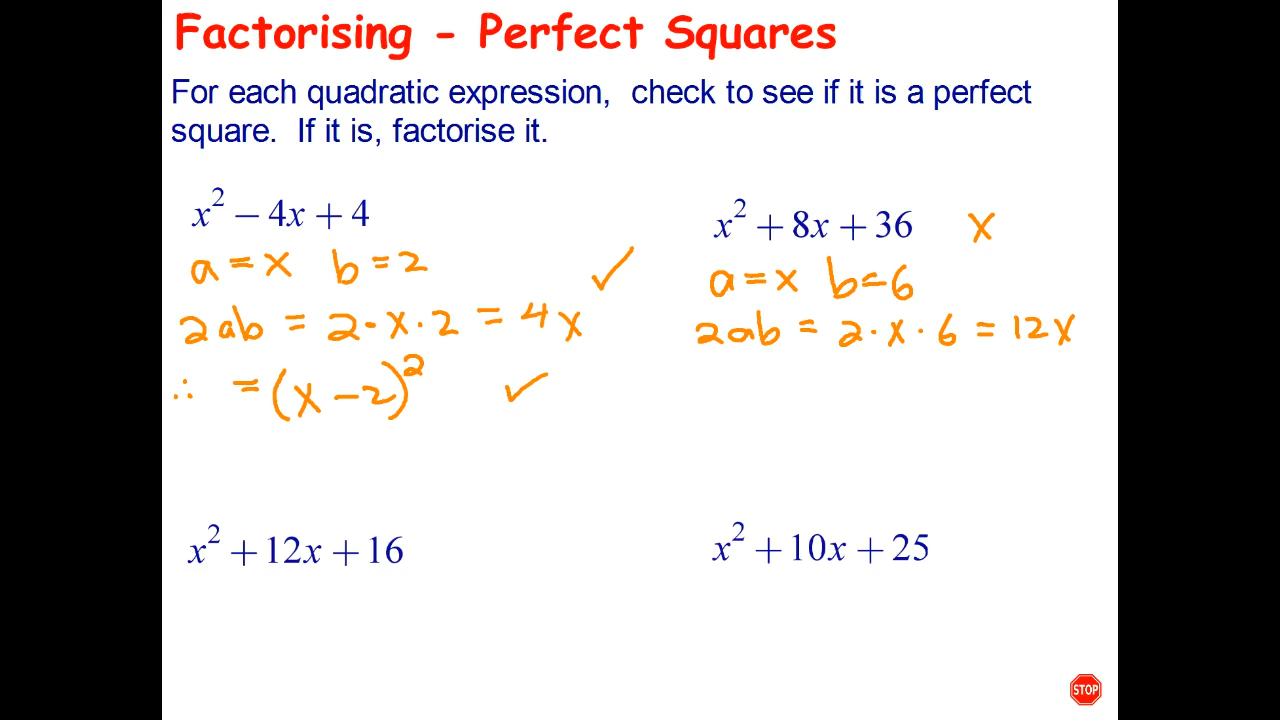 Factorising - Perfect Squares
For each quadratic expression, check to see if it is a perfect
square. If it is, factorise it.
x² − 4x + 4
a = x b = 2 ✓
2ab = 2 · x · 2 = 4x
∴ = (x − 2)² ✓
x² + 8x + 36 x
a = x b = 6
2ab = 2 · x · 6 = 12x
x² + 12x + 16
x² + 10x + 25
STOP